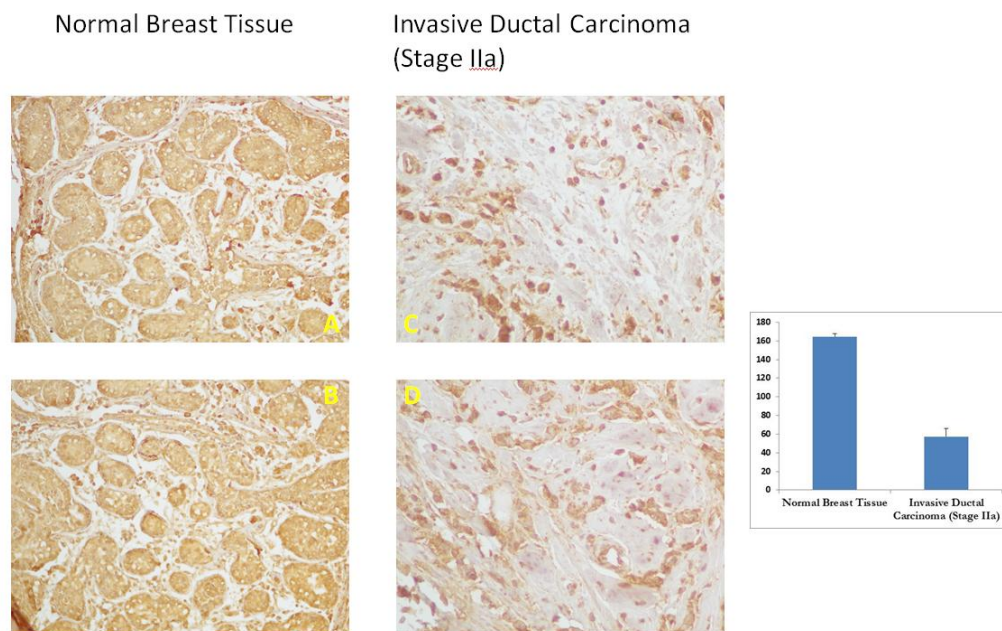 Normal Breast Tissue
Invasive Ductal Carcinoma
(Stage IIa)
A
C
B
D
180
160
140
120
100
80
60
40
20
0
Normal Breast Tissue
Invasive Ductal
Carcinoma (Stage IIa)